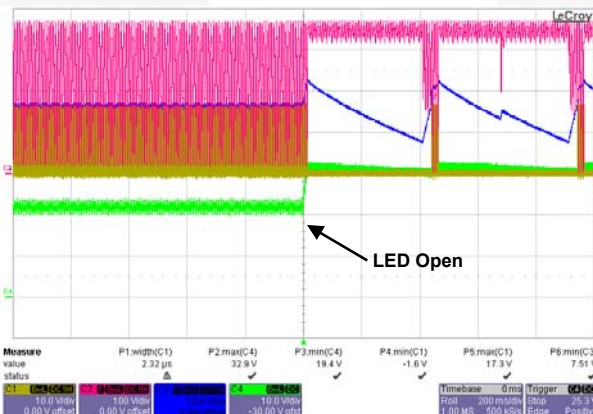 LeCroy
LED Open
Measure P1:width(C1) P2:max(C4) P3:min(C4) P4:min(C1) P5:max(C1) P6:min(C3
value 2.32 µs 32.9 V 19.4 V -1.6 V 17.3 V 7.51
status
C1 C2 C4 Timebase 0 ms Trigger
10.0 V/div 100 V/div 10.0 V/div Roll 200 ms/div Stop 25.3
0.00 V offset 0.00 V offset -30.00 V ofst 1.00 MS 500 kS/s Edge Positive